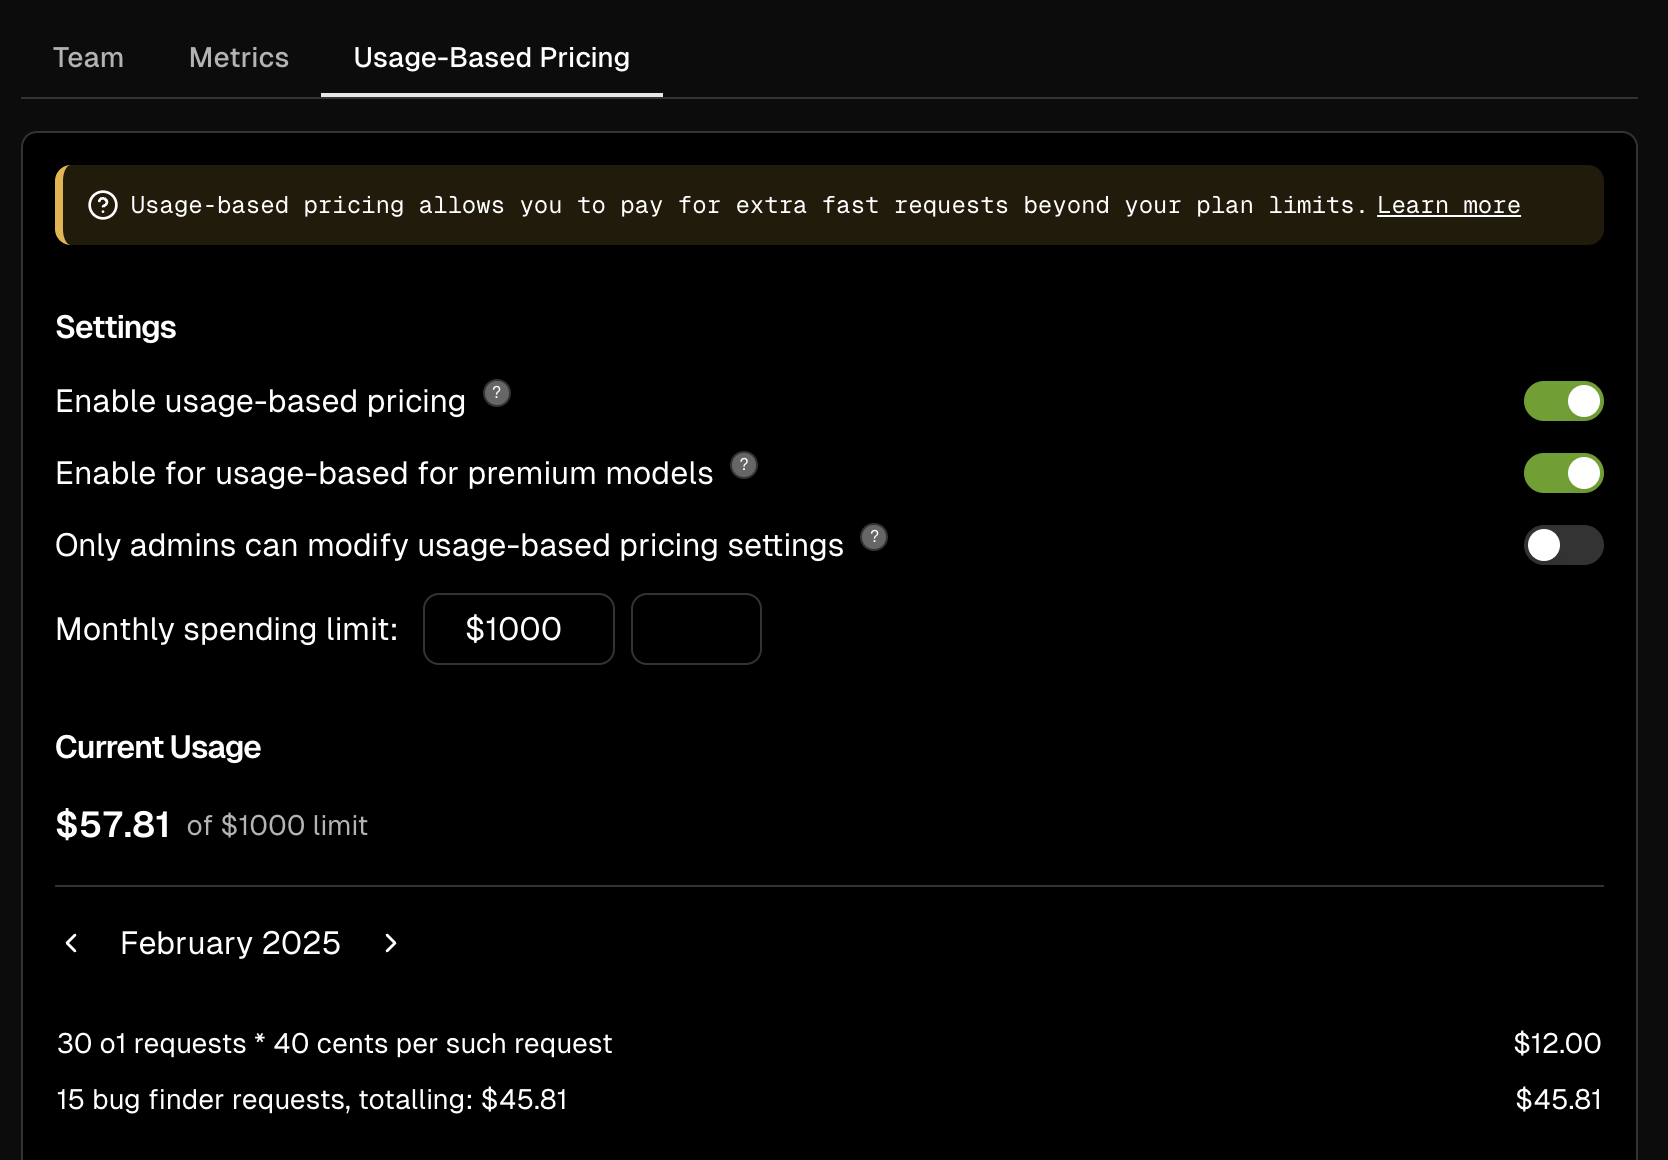 Team Metrics Usage-Based Pricing
Usage-based pricing allows you to pay for extra fast requests beyond your plan limits. Learn more
Settings
Enable usage-based pricing ?
Enable for usage-based for premium models ?
Only admins can modify usage-based pricing settings ?
Monthly spending limit: $1000
Current Usage
$57.81 of $1000 limit
February 2025
30 o1 requests * 40 cents per such request $12.00
15 bug finder requests, totalling: $45.81 $45.81